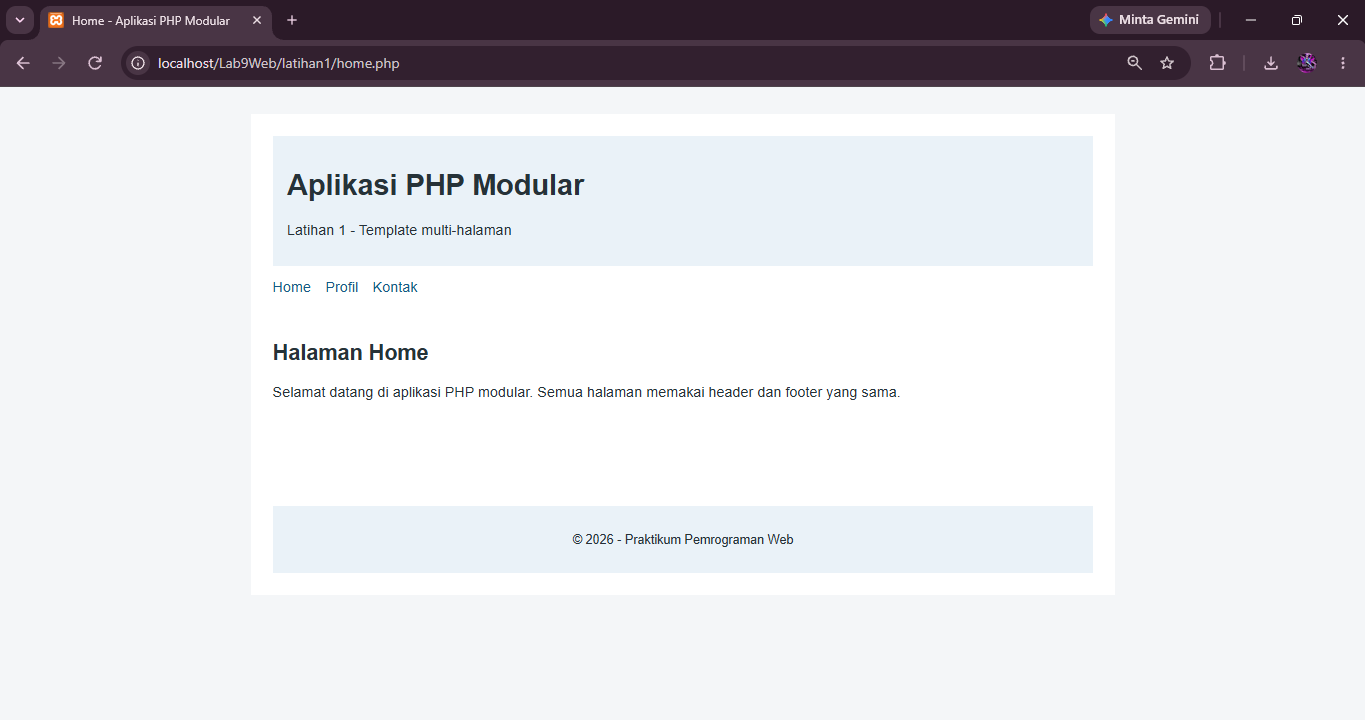 Home - Aplikasi PHP Modular
Minta Gemini
localhost/Lab9Web/latihan1/home.php
Aplikasi PHP Modular
Latihan 1 - Template multi-halaman
Home Profil Kontak
Halaman Home
Selamat datang di aplikasi PHP modular. Semua halaman memakai header dan footer yang sama.
© 2026 - Praktikum Pemrograman Web